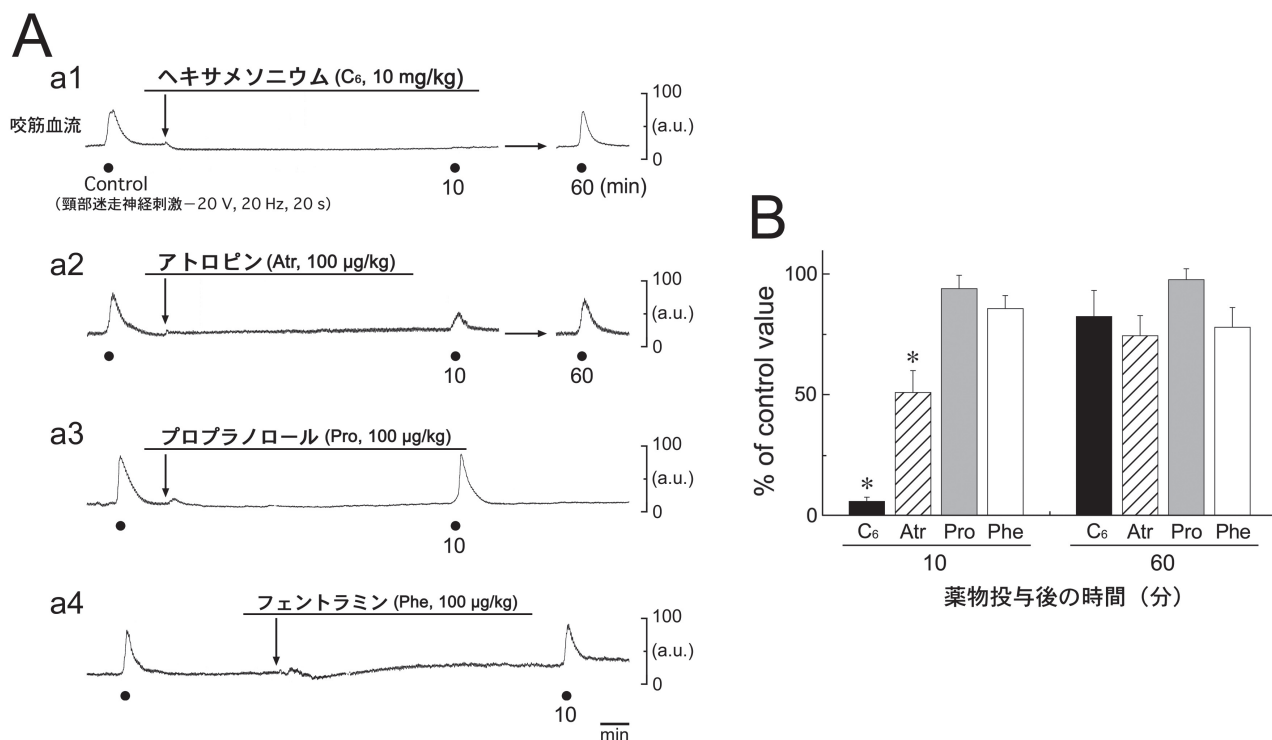 A
a1
ヘキサメソニウム (C6, 10 mg/kg)
咬筋血流
100
(a.u.)
0
Control
10
60 (min)
（頸部迷走神経刺激－20 V, 20 Hz, 20 s）
a2
アトロピン (Atr, 100 μg/kg)
100
(a.u.)
0
10
60
a3
プロプラノロール (Pro, 100 μg/kg)
100
(a.u.)
0
10
a4
フェントラミン (Phe, 100 μg/kg)
100
(a.u.)
0
10
min
B
% of control value
100
50
0
*
*
C6 Atr Pro Phe C6 Atr Pro Phe
10 60
薬物投与後の時間（分）